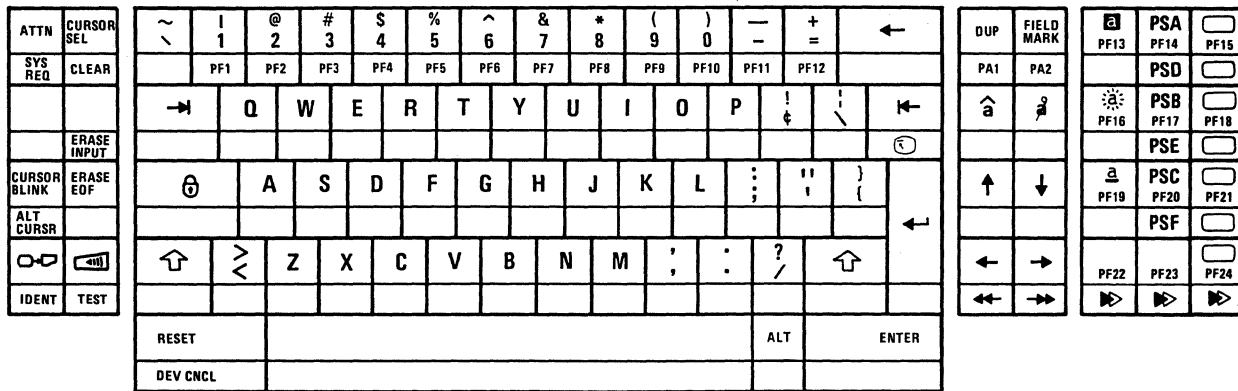 ATTN CURSOR SEL ~ | @ # $ % ^ & * ( ) — + ← DUP FIELD MARK a PSA
\ 1 2 3 4 5 6 7 8 9 0 – = PF13 PF14 PF15
SYS REQ CLEAR PF1 PF2 PF3 PF4 PF5 PF6 PF7 PF8 PF9 PF10 PF11 PF12 PA1 PA2 PSD
Q W E R T Y U I O P ! ¢ ¦ \ â a PSB
PF16 PF17 PF18
ERASE INPUT PSE
CURSOR BLINK ERASE EOF A S D F G H J K L : ; " ' } { ↑ ↓ a PSC
PF19 PF20 PF21
ALT CURSR PSF
> < Z X C V B N M , , . . ? / ← →
PF22 PF23 PF24
IDENT TEST
RESET ALT ENTER
DEV CNCL